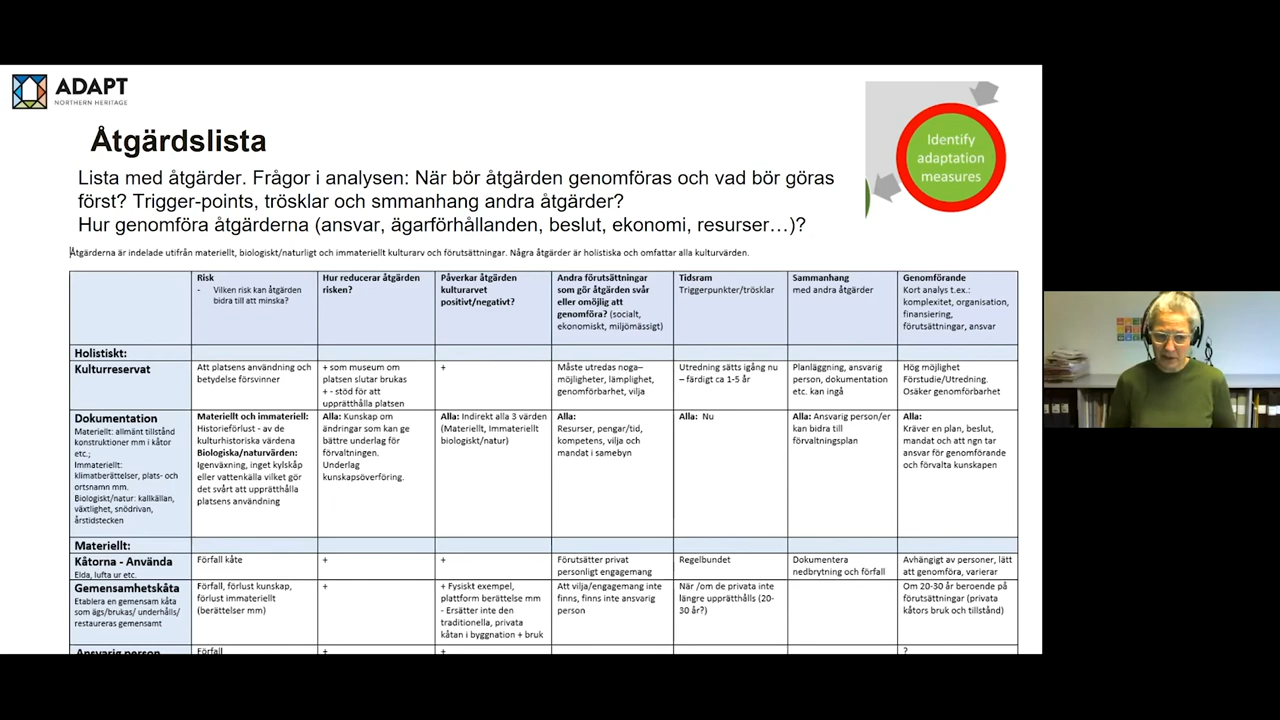 ADAPT
NORTHERN HERITAGE
Identify
adaptation
measures
Åtgärdslista
Lista med åtgärder. Frågor i analysen: När bör åtgärden genomföras och vad bör göras
först? Trigger-points, trösklar och smmanhang andra åtgärder?
Hur genomföra åtgärderna (ansvar, ägarförhållanden, beslut, ekonomi, resurser…)?
Åtgärderna är indelade utifrån materiellt, biologiskt/naturligt och immateriellt kulturarv och förutsättningar. Några åtgärder är holistiska och omfattar alla kulturvärden.
Risk
- Vilken risk kan åtgärden
bidra till att minska?
Hur reducerar åtgärden
risken?
Påverkar åtgärden
kulturarvet
positivt/negativt?
Andra förutsättningar
som gör åtgärden svår
eller omöjlig att
genomföra? (socialt,
ekonomiskt, miljömässigt)
Tidsram
Triggerpunkter/trösklar
Sammanhang
med andra åtgärder
Genomförande
Kort analys t.ex.:
komplexitet, organisation,
finansiering,
förutsättningar, ansvar
Holistiskt:
Kulturreservat
Att platsens användning och
betydelse försvinner
+ som museum om
platsen slutar brukas
+ - stöd för att
upprätthålla platsen
+
Måste utredas noga–
möjligheter, lämplighet,
genomförbarhet, vilja
Utredning sätts igång nu
– färdigt ca 1-5 år
Planläggning, ansvarig
person, dokumentation
etc. kan ingå
Hög möjlighet
Förstudie/Utredning.
Osäker genomförbarhet
Dokumentation
Materiellt: allmänt tillstånd
konstruktioner mm i kåtor
etc.;
Immateriellt:
klimatberättelser, plats- och
ortsnamn mm.
Biologiskt/natur: kallkällan,
växtlighet, snödrivan,
årstidstecken
Materiellt och immateriell:
Historieförlust - av de
kulturhistoriska värdena
Biologiska/naturvärden:
Igenväxning, inget kylskåp
eller vattenkälla vilket gör
det svårt att upprätthålla
platsens användning
Alla: Kunskap om
ändringar som kan ge
bättre underlag för
förvaltningen.
Underlag
kunskapsöverföring.
Alla: Indirekt alla 3 värden
(Materiellt, Immateriellt
biologiskt/natur)
Alla:
Resurser, pengar/tid,
kompetens, vilja och
mandat i samebyn
Alla: Nu
Alla: Ansvarig person/er
kan bidra till
förvaltningsplan
Alla:
Kräver en plan, beslut,
mandat och att ngn tar
ansvar för genomförande
och förvalta kunskapen
Materiellt:
Kåtorna - Använda
Elda, lufta ur etc.
Förfall kåte
+
+
Förutsätter privat
personligt engagemang
Regelbundet
Dokumentera
nedbrytning och förfall
Avhängigt av personer, lätt
att genomföra, varierar
Gemensamhetskåta
Etablera en gemensam kåta
som ägs/brukas/ underhålls/
restaureras gemensamt
Förfall, förlust kunskap,
förlust immateriellt
(berättelser mm)
+
+ Fysiskt exempel,
plattform berättelse mm
- Ersätter inte den
traditionella, privata
kåtan i byggnation + bruk
Att vilja/engagemang inte
finns, finns inte ansvarig
person
När /om de privata inte
längre upprätthålls (20-
30 år?)
Om 20-30 år beroende på
förutsättningar (privata
kåtors bruk och tillstånd)
Ansvarig person
Förfall
+
+
?